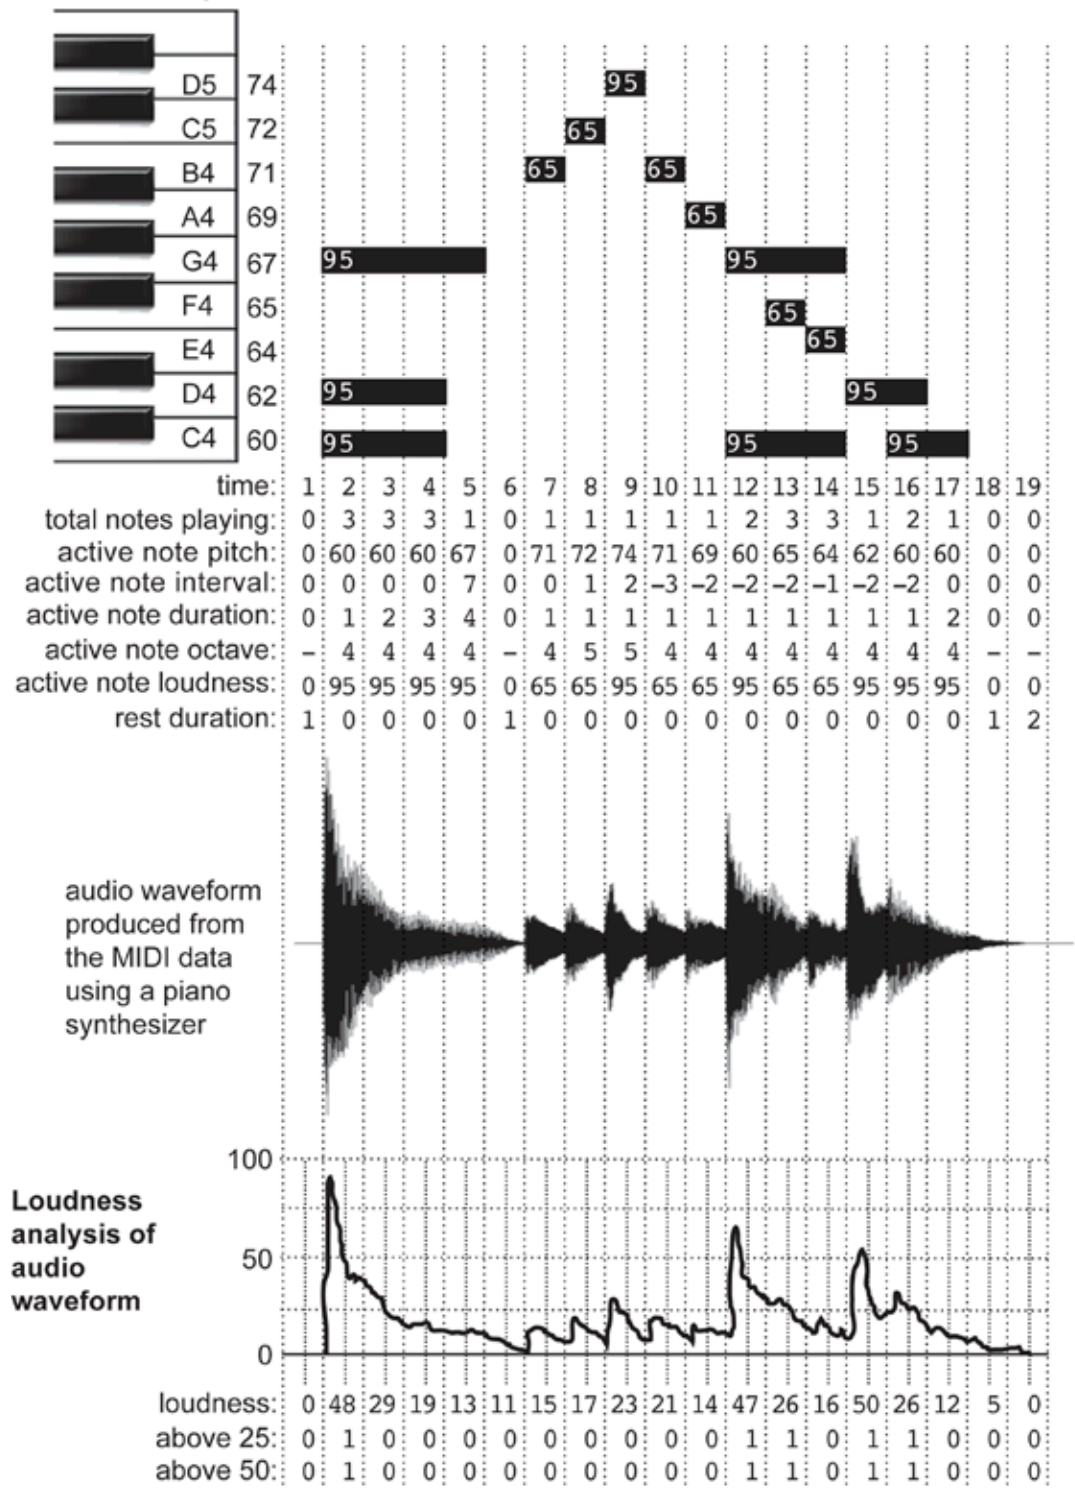 D5 74 95
C5 72 65
B4 71 65 65
A4 69 65
G4 67 95 95
F4 65 65
E4 64 65
D4 62 95 95
C4 60 95 95 95
time: 1 2 3 4 5 6 7 8 9 10 11 12 13 14 15 16 17 18 19
total notes playing: 0 3 3 3 1 0 1 1 1 1 1 2 3 3 1 2 1 0 0
active note pitch: 0 60 60 60 67 0 71 72 74 71 69 60 65 64 62 60 60 0 0
active note interval: 0 0 0 0 7 0 0 1 2 −3 −2 −2 −2 −1 −2 −2 0 0 0
active note duration: 0 1 2 3 4 0 1 1 1 1 1 1 1 1 1 1 2 0 0
active note octave: – 4 4 4 4 – 4 5 5 4 4 4 4 4 4 4 4 – –
active note loudness: 0 95 95 95 95 0 65 65 95 65 65 95 65 65 95 95 95 0 0
rest duration: 1 0 0 0 0 1 0 0 0 0 0 0 0 0 0 0 0 1 2
audio waveform
produced from
the MIDI data
using a piano
synthesizer
100
Loudness
analysis of
audio
waveform
50
0
loudness: 0 48 29 19 13 11 15 17 23 21 14 47 26 16 50 26 12 5 0
above 25: 0 1 0 0 0 0 0 0 0 0 0 1 1 0 1 1 0 0 0
above 50: 0 1 0 0 0 0 0 0 0 0 0 1 1 0 1 1 0 0 0